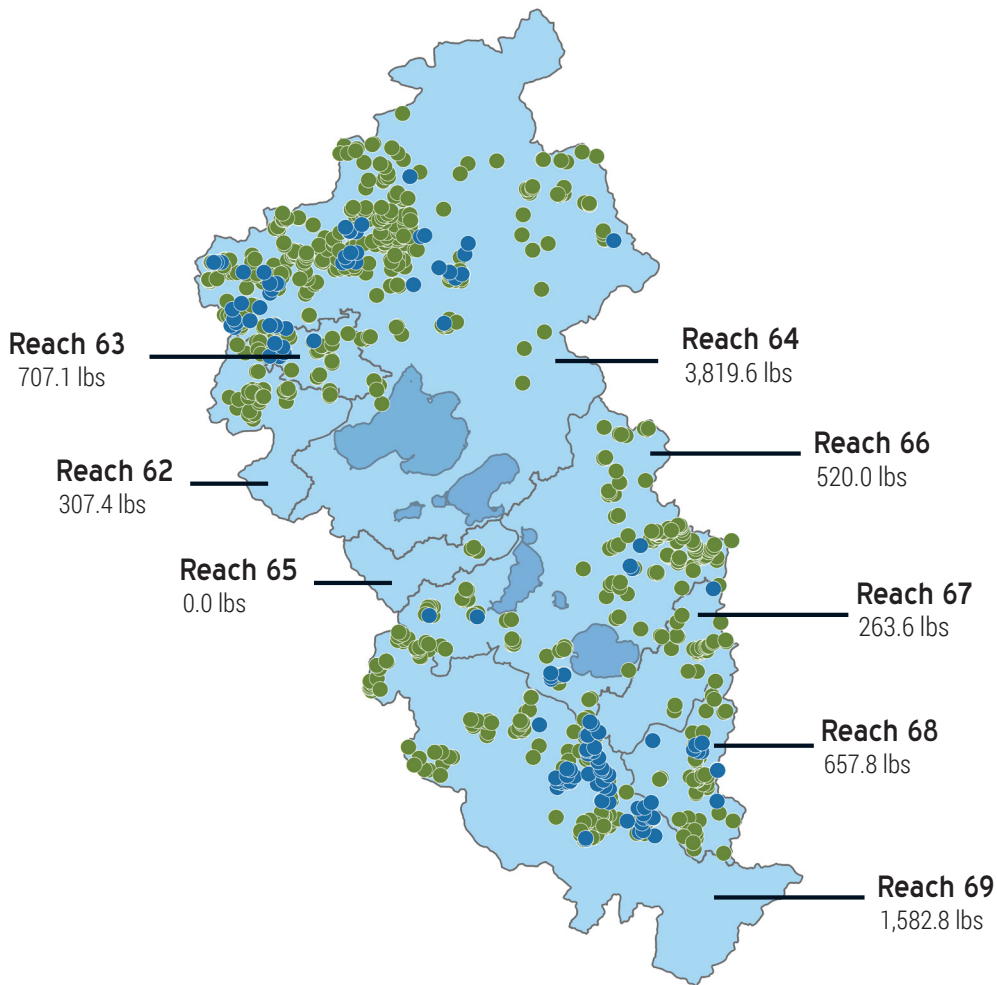 Reach 63
707.1 lbs
Reach 64
3,819.6 lbs
Reach 66
520.0 lbs
Reach 62
307.4 lbs
Reach 65
0.0 lbs
Reach 67
263.6 lbs
Reach 68
657.8 lbs
Reach 69
1,582.8 lbs